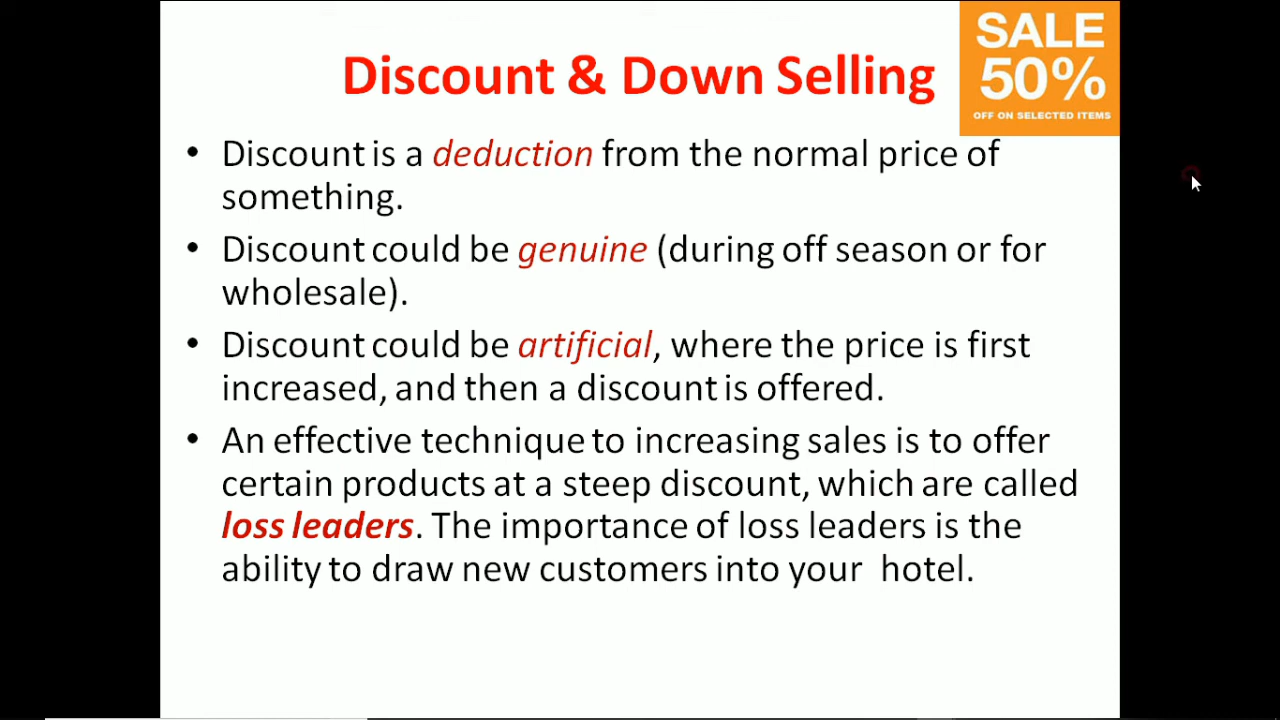 SALE
50%
OFF ON SELECTED ITEMS
Discount & Down Selling
• Discount is a deduction from the normal price of
something.
• Discount could be genuine (during off season or for
wholesale).
• Discount could be artificial, where the price is first
increased, and then a discount is offered.
• An effective technique to increasing sales is to offer
certain products at a steep discount, which are called
loss leaders. The importance of loss leaders is the
ability to draw new customers into your hotel.